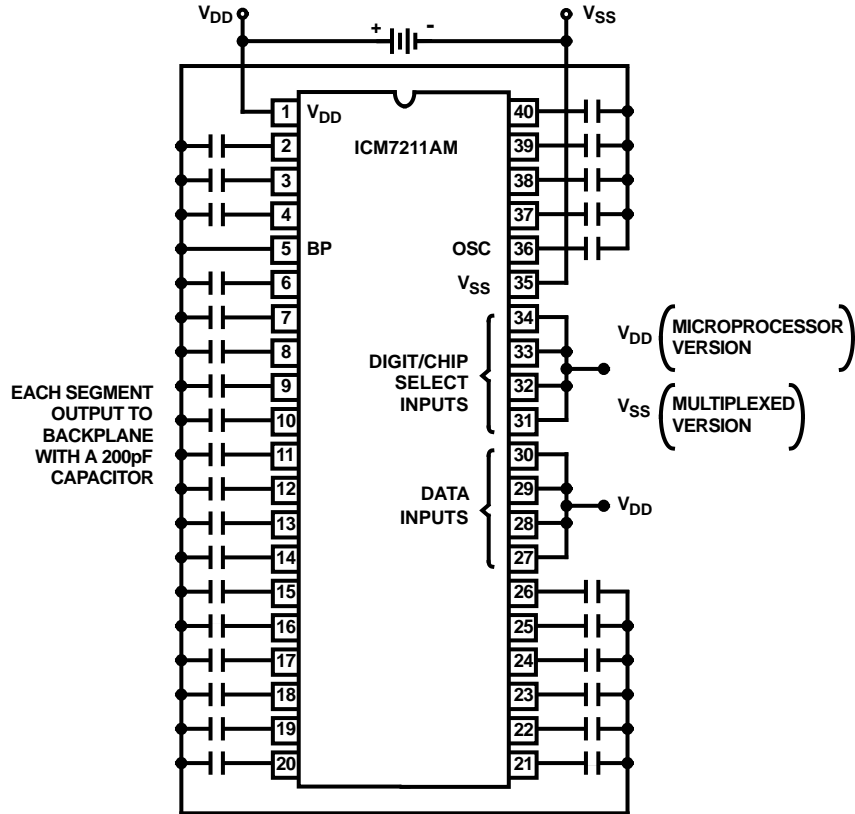 VDD
VSS
+ -
1 VDD
40
ICM7211AM
2
39
3
38
4
37
5 BP
OSC 36
6
VSS 35
7
34
8
33
9
32
10
31
DIGIT/CHIP
SELECT
INPUTS
VDD (MICROPROCESSOR
VERSION)
VSS (MULTIPLEXED
VERSION)
EACH SEGMENT
OUTPUT TO
BACKPLANE
WITH A 200pF
CAPACITOR
11
30
12
29
13
28
14
27
DATA
INPUTS
VDD
15
26
16
25
17
24
18
23
19
22
20
21